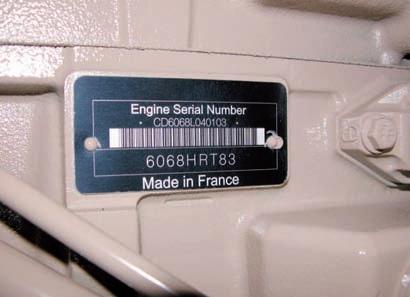 Engine Serial Number
CD6068L040103
6068HRT83
Made in France